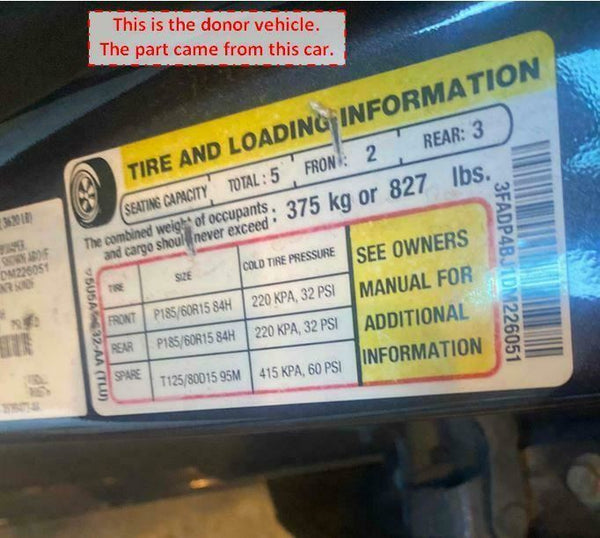 This is the donor vehicle.
The part came from this car.
TIRE AND LOADING INFORMATION
SEATING CAPACITY TOTAL: 5 FRONT: 2 REAR: 3
The combined weight of occupants
and cargo should never exceed : 375 kg or 827 lbs.
TIRE SIZE COLD TIRE PRESSURE
FRONT P185/60R15 84H 220 KPA, 32 PSI
REAR P185/60R15 84H 220 KPA, 32 PSI
SPARE T125/80D15 95M 415 KPA, 60 PSI
SEE OWNERS
MANUAL FOR
ADDITIONAL
INFORMATION
DM226051